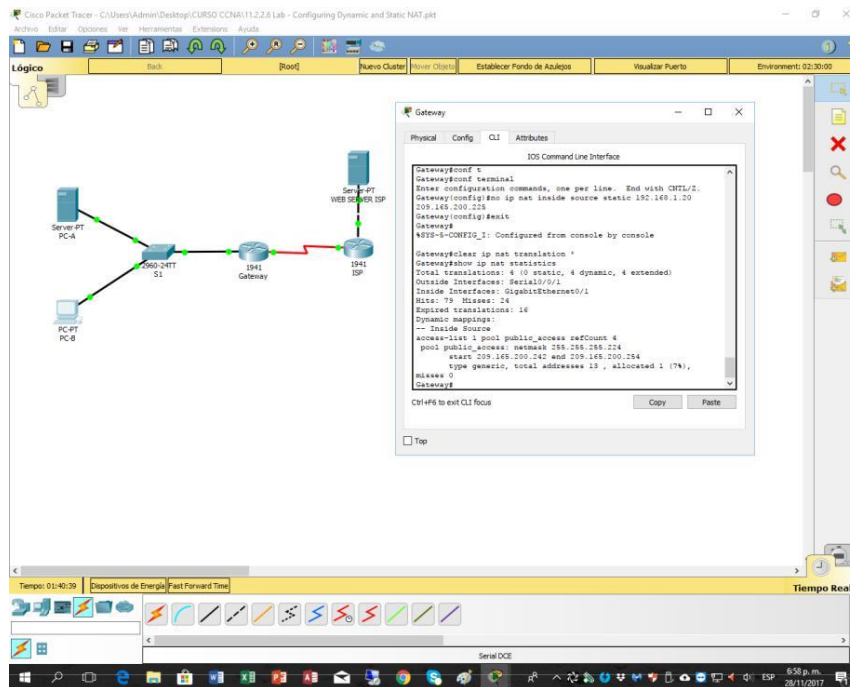 Cisco Packet Tracer - C:\Users\Admin\Desktop\CURSO CCNA\11.2.2.6 Lab - Configuring Dynamic and Static NAT.pkt
Archivo Editar Opciones Ver Herramientas Extensions Ayuda
Lógico Back [Root] Nuevo Cluster Mover Objeto Establecer Fondo de Azulejos Visualizar Puerto Environment: 02:30:00
Gateway
Physical Config CLI Attributes
IOS Command Line Interface
Gateway#conf t
Gateway#conf terminal
Enter configuration commands, one per line. End with CNTL/Z.
Gateway(config)#no ip nat inside source static 192.168.1.20
209.165.200.225
Gateway(config)#exit
Gateway#
%SYS-5-CONFIG_I: Configured from console by console
Gateway#clear ip nat translation *
Gateway#show ip nat statistics
Total translations: 4 (0 static, 4 dynamic, 4 extended)
Outside Interfaces: Serial0/0/1
Inside Interfaces: GigabitEthernet0/1
Hits: 79 Misses: 24
Expired translations: 16
Dynamic mappings:
-- Inside Source
access-list 1 pool public_access refCount 4
pool public_access: netmask 255.255.255.224
start 209.165.200.242 end 209.165.200.254
type generic, total addresses 13 , allocated 1 (7%),
misses 0
Gateway#
Ctrl+F6 to exit CLI focus Copy Paste
Top
Server-PT
WEB SERVER ISP
Server-PT
PC-A
2960-24TT
S1
1941
Gateway
1941
ISP
PC-PT
PC-B
Tiempo: 01:40:39 Dispositivos de Energía Fast Forward Time Tiempo Real
Serial DCE
ESP
6:58 p. m.
28/11/2017